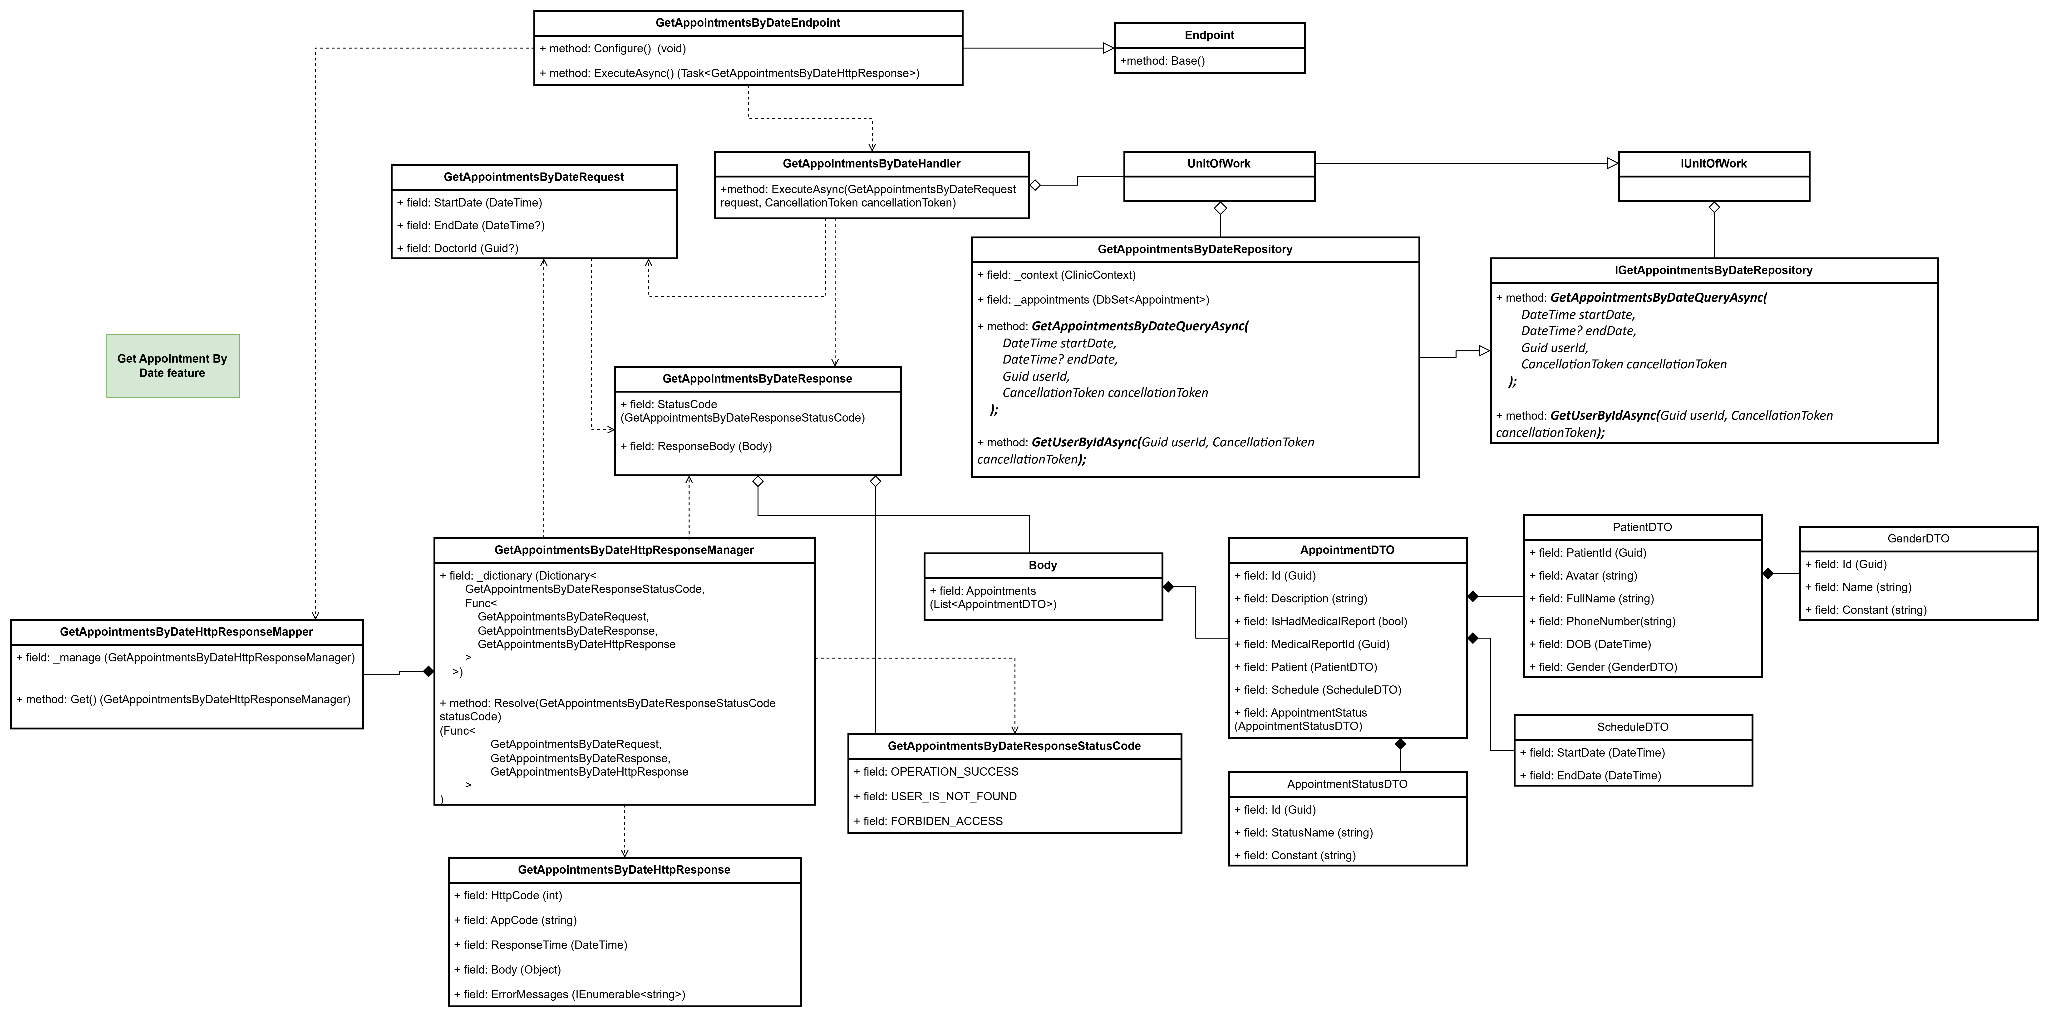 GetAppointmentsByDateEndpoint
+ method: Configure()  (void)
+ method: ExecuteAsync() (Task<GetAppointmentsByDateHttpResponse>)
Endpoint
+method: Base()
GetAppointmentsByDateRequest
+ field: StartDate (DateTime)
+ field: EndDate (DateTime?)
+ field: DoctorId (Guid?)
GetAppointmentsByDateHandler
+method: ExecuteAsync(GetAppointmentsByDateRequest
request, CancellationToken cancellationToken)
UnitOfWork
IUnitOfWork
GetAppointmentsByDateRepository
+ field: _context (ClinicContext)
+ field: _appointments (DbSet<Appointment>)
+ method: GetAppointmentsByDateQueryAsync(
DateTime startDate,
DateTime? endDate,
Guid userId,
CancellationToken cancellationToken
);
+ method: GetUserByIdAsync(Guid userId, CancellationToken
cancellationToken);
IGetAppointmentsByDateRepository
+ method: GetAppointmentsByDateQueryAsync(
DateTime startDate,
DateTime? endDate,
Guid userId,
CancellationToken cancellationToken
);
+ method: GetUserByIdAsync(Guid userId, CancellationToken
cancellationToken);
Get Appointment By
Date feature
GetAppointmentsByDateResponse
+ field: StatusCode
(GetAppointmentsByDateResponseStatusCode)
+ field: ResponseBody (Body)
GetAppointmentsByDateHttpResponseMapper
+ field: _manage (GetAppointmentsByDateHttpResponseManager)
+ method: Get() (GetAppointmentsByDateHttpResponseManager)
GetAppointmentsByDateHttpResponseManager
+ field: _dictionary (Dictionary<
GetAppointmentsByDateResponseStatusCode,
Func<
GetAppointmentsByDateRequest,
GetAppointmentsByDateResponse,
GetAppointmentsByDateHttpResponse
>
>)
+ method: Resolve(GetAppointmentsByDateResponseStatusCode
statusCode)
(Func<
GetAppointmentsByDateRequest,
GetAppointmentsByDateResponse,
GetAppointmentsByDateHttpResponse
>
)
Body
+ field: Appointments
(List<AppointmentDTO>)
AppointmentDTO
+ field: Id (Guid)
+ field: Description (string)
+ field: IsHadMedicalReport (bool)
+ field: MedicalReportId (Guid)
+ field: Patient (PatientDTO)
+ field: Schedule (ScheduleDTO)
+ field: AppointmentStatus
(AppointmentStatusDTO)
PatientDTO
+ field: PatientId (Guid)
+ field: Avatar (string)
+ field: FullName (string)
+ field: PhoneNumber(string)
+ field: DOB (DateTime)
+ field: Gender (GenderDTO)
GenderDTO
+ field: Id (Guid)
+ field: Name (string)
+ field: Constant (string)
ScheduleDTO
+ field: StartDate (DateTime)
+ field: EndDate (DateTime)
GetAppointmentsByDateResponseStatusCode
+ field: OPERATION_SUCCESS
+ field: USER_IS_NOT_FOUND
+ field: FORBIDEN_ACCESS
AppointmentStatusDTO
+ field: Id (Guid)
+ field: StatusName (string)
+ field: Constant (string)
GetAppointmentsByDateHttpResponse
+ field: HttpCode (int)
+ field: AppCode (string)
+ field: ResponseTime (DateTime)
+ field: Body (Object)
+ field: ErrorMessages (IEnumerable<string>)